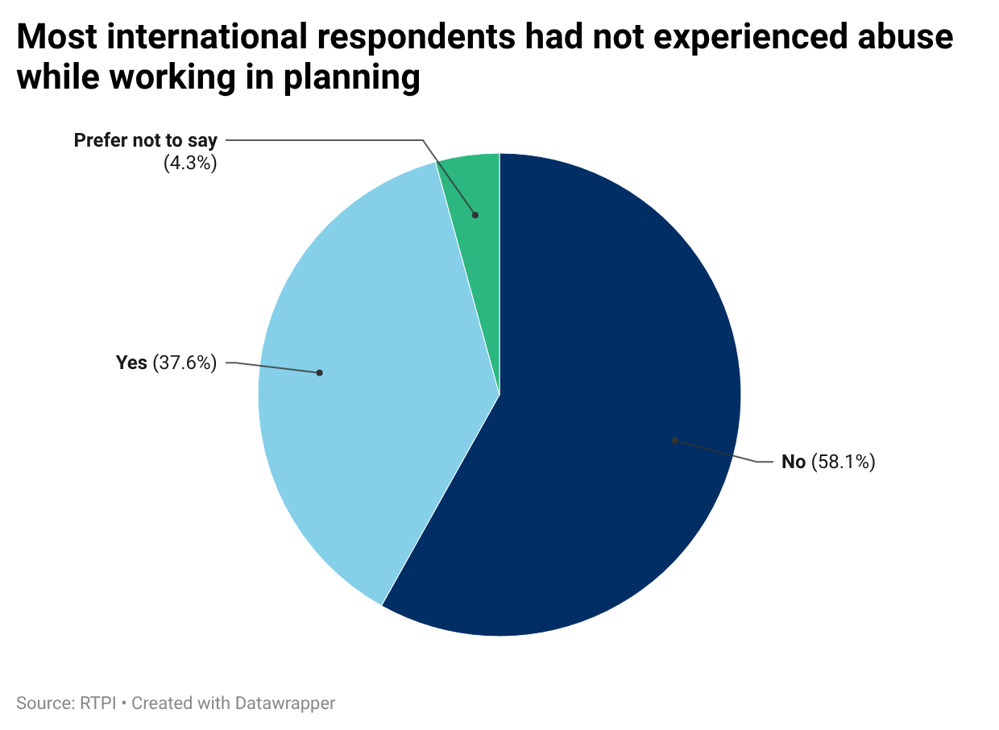 Most international respondents had not experienced abuse
while working in planning
Prefer not to say
(4.3%)
Yes (37.6%)
No (58.1%)
Source: RTPI • Created with Datawrapper